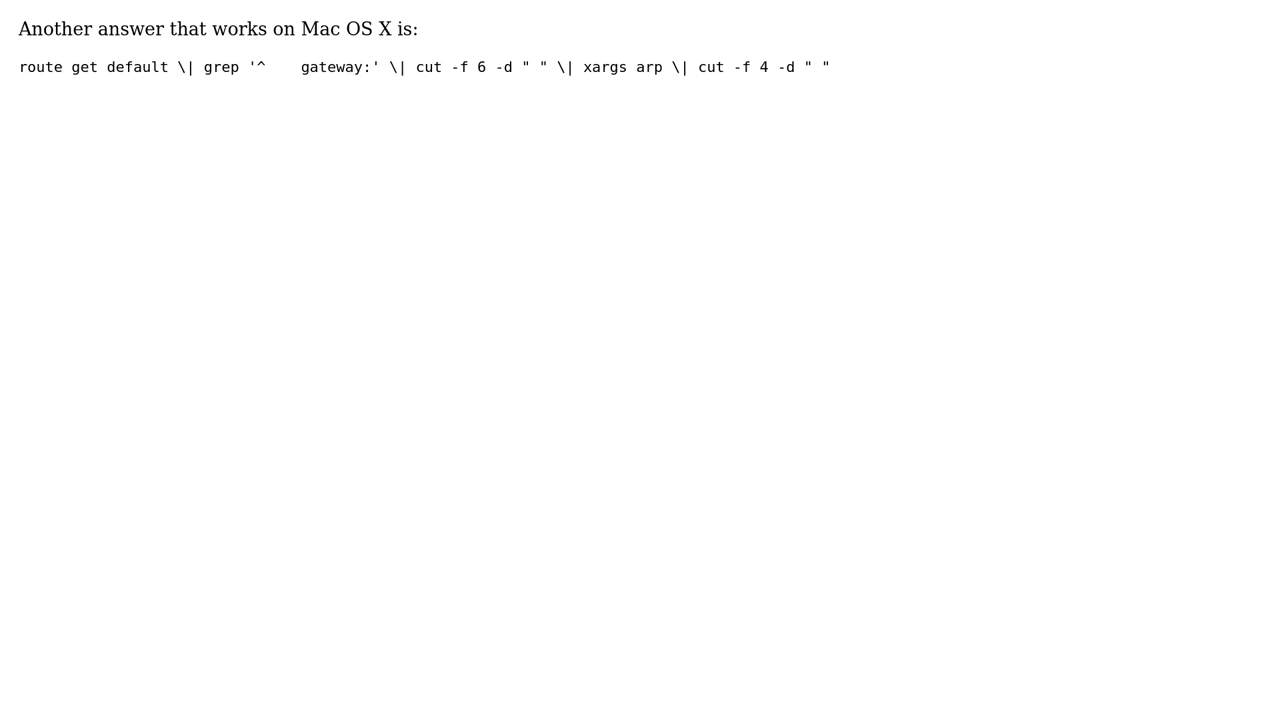 Another answer that works on Mac OS X is:
route get default \| grep '^    gateway:' \| cut -f 6 -d " " \| xargs arp \| cut -f 4 -d " "